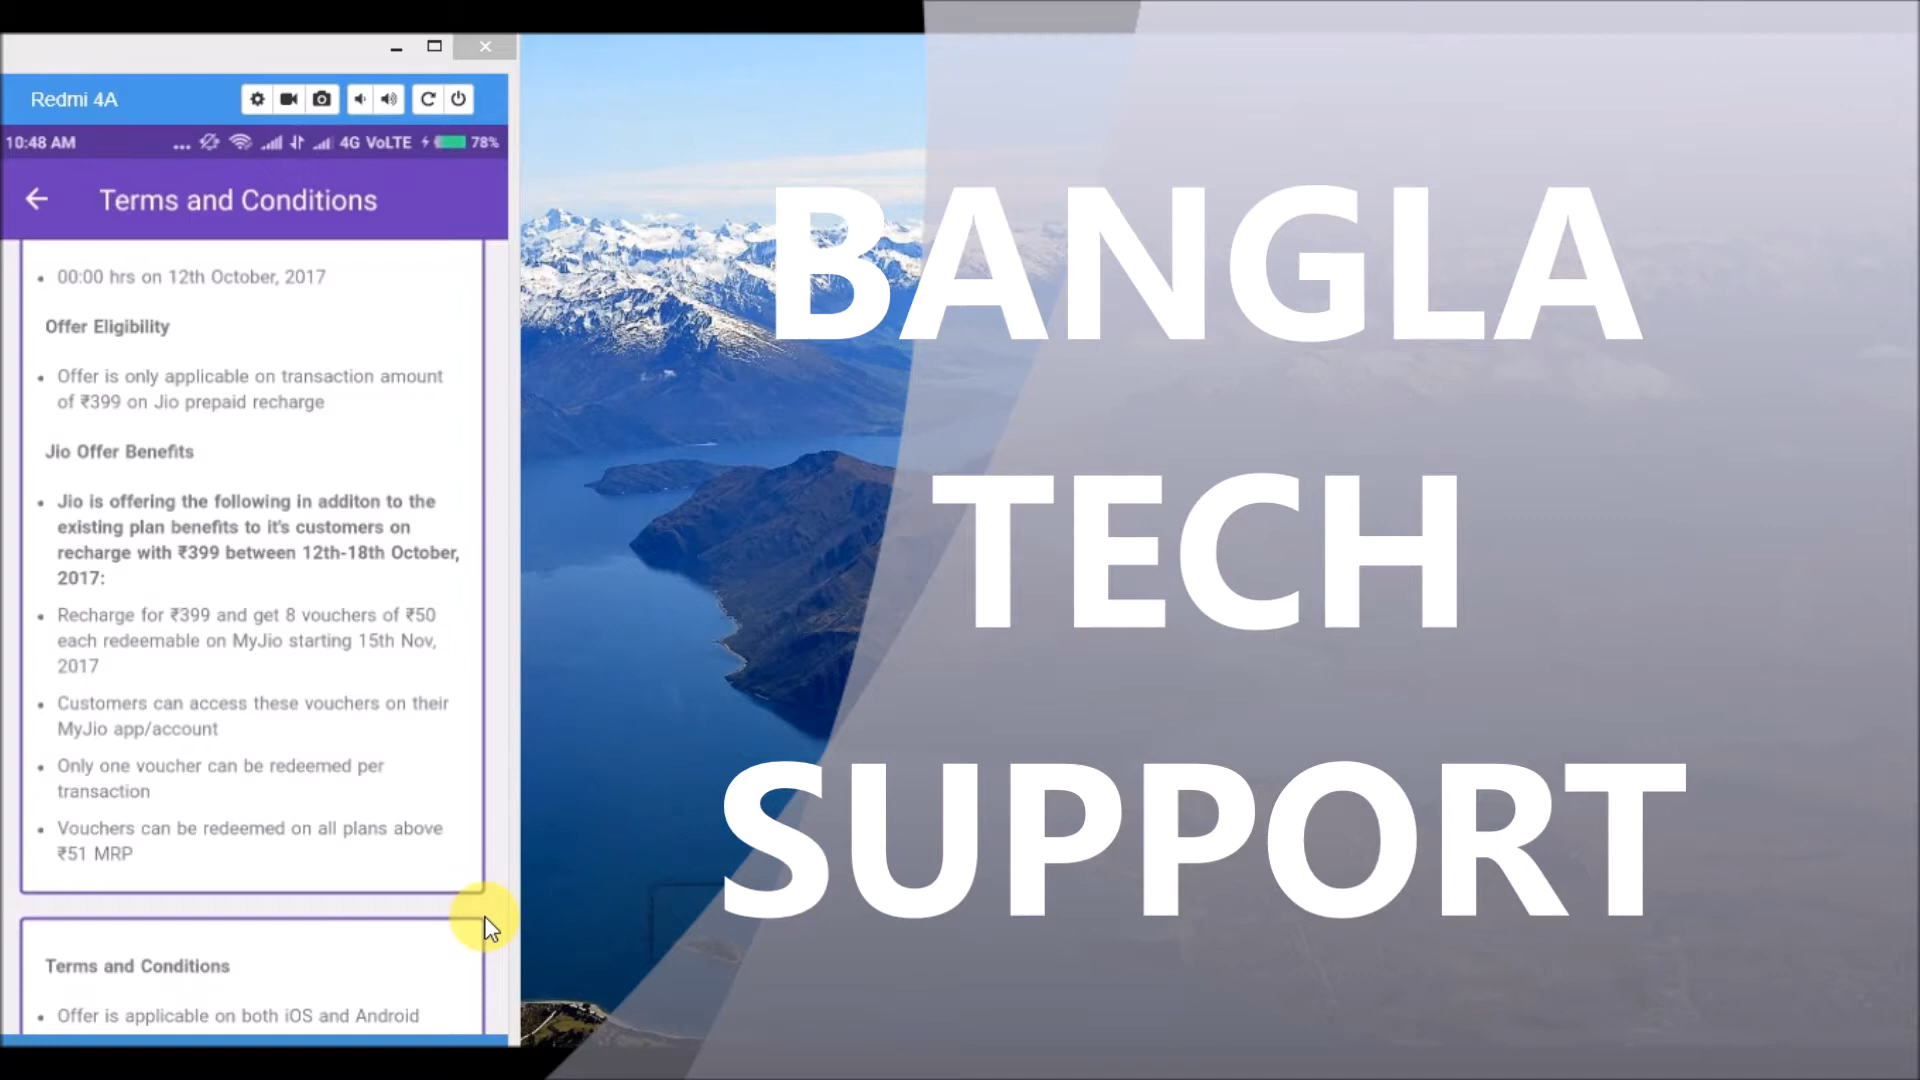 Redmi 4A
10:48 AM
... 4G VoLTE 78%
Terms and Conditions
• 00:00 hrs on 12th October, 2017
Offer Eligibility
• Offer is only applicable on transaction amount
of ₹399 on Jio prepaid recharge
Jio Offer Benefits
• Jio is offering the following in additon to the
existing plan benefits to it's customers on
recharge with ₹399 between 12th-18th October,
2017:
• Recharge for ₹399 and get 8 vouchers of ₹50
each redeemable on MyJio starting 15th Nov,
2017
• Customers can access these vouchers on their
MyJio app/account
• Only one voucher can be redeemed per
transaction
• Vouchers can be redeemed on all plans above
₹51 MRP
Terms and Conditions
• Offer is applicable on both iOS and Android
BANGLA
TECH
SUPPORT